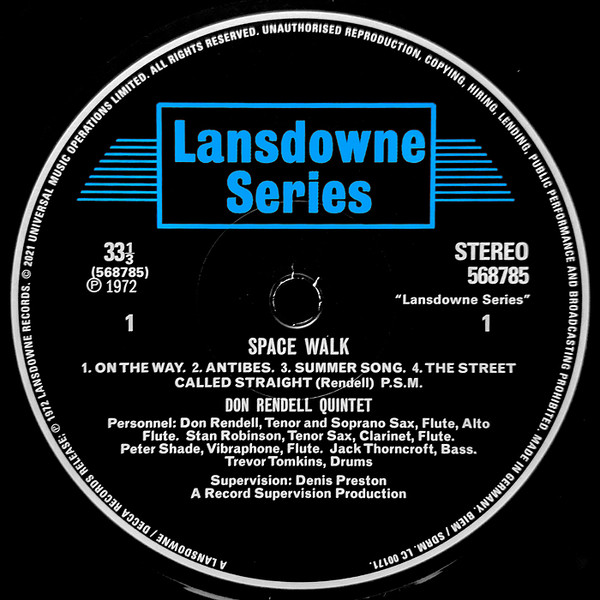 A LANSDOWNE / DECCA RECORDS RELEASE; ℗ 1972 LANSDOWNE RECORDS. © 2021 UNIVERSAL MUSIC OPERATIONS LIMITED. ALL RIGHTS RESERVED. UNAUTHORISED REPRODUCTION, COPYING, HIRING, LENDING, PUBLIC PERFORMANCE AND BROADCASTING PROHIBITED. MADE IN GERMANY. BIEM / SDRM. LC 00171.
Lansdowne
Series
33⅓
(568785)
℗ 1972
1
STEREO
568785
"Lansdowne Series"
1
SPACE WALK
1. ON THE WAY. 2. ANTIBES. 3. SUMMER SONG. 4. THE STREET
CALLED STRAIGHT (Rendell) P.S.M.
DON RENDELL QUINTET
Personnel: Don Rendell, Tenor and Soprano Sax, Flute, Alto
Flute. Stan Robinson, Tenor Sax, Clarinet, Flute.
Peter Shade, Vibraphone, Flute. Jack Thorncroft, Bass.
Trevor Tomkins, Drums
Supervision: Denis Preston
A Record Supervision Production